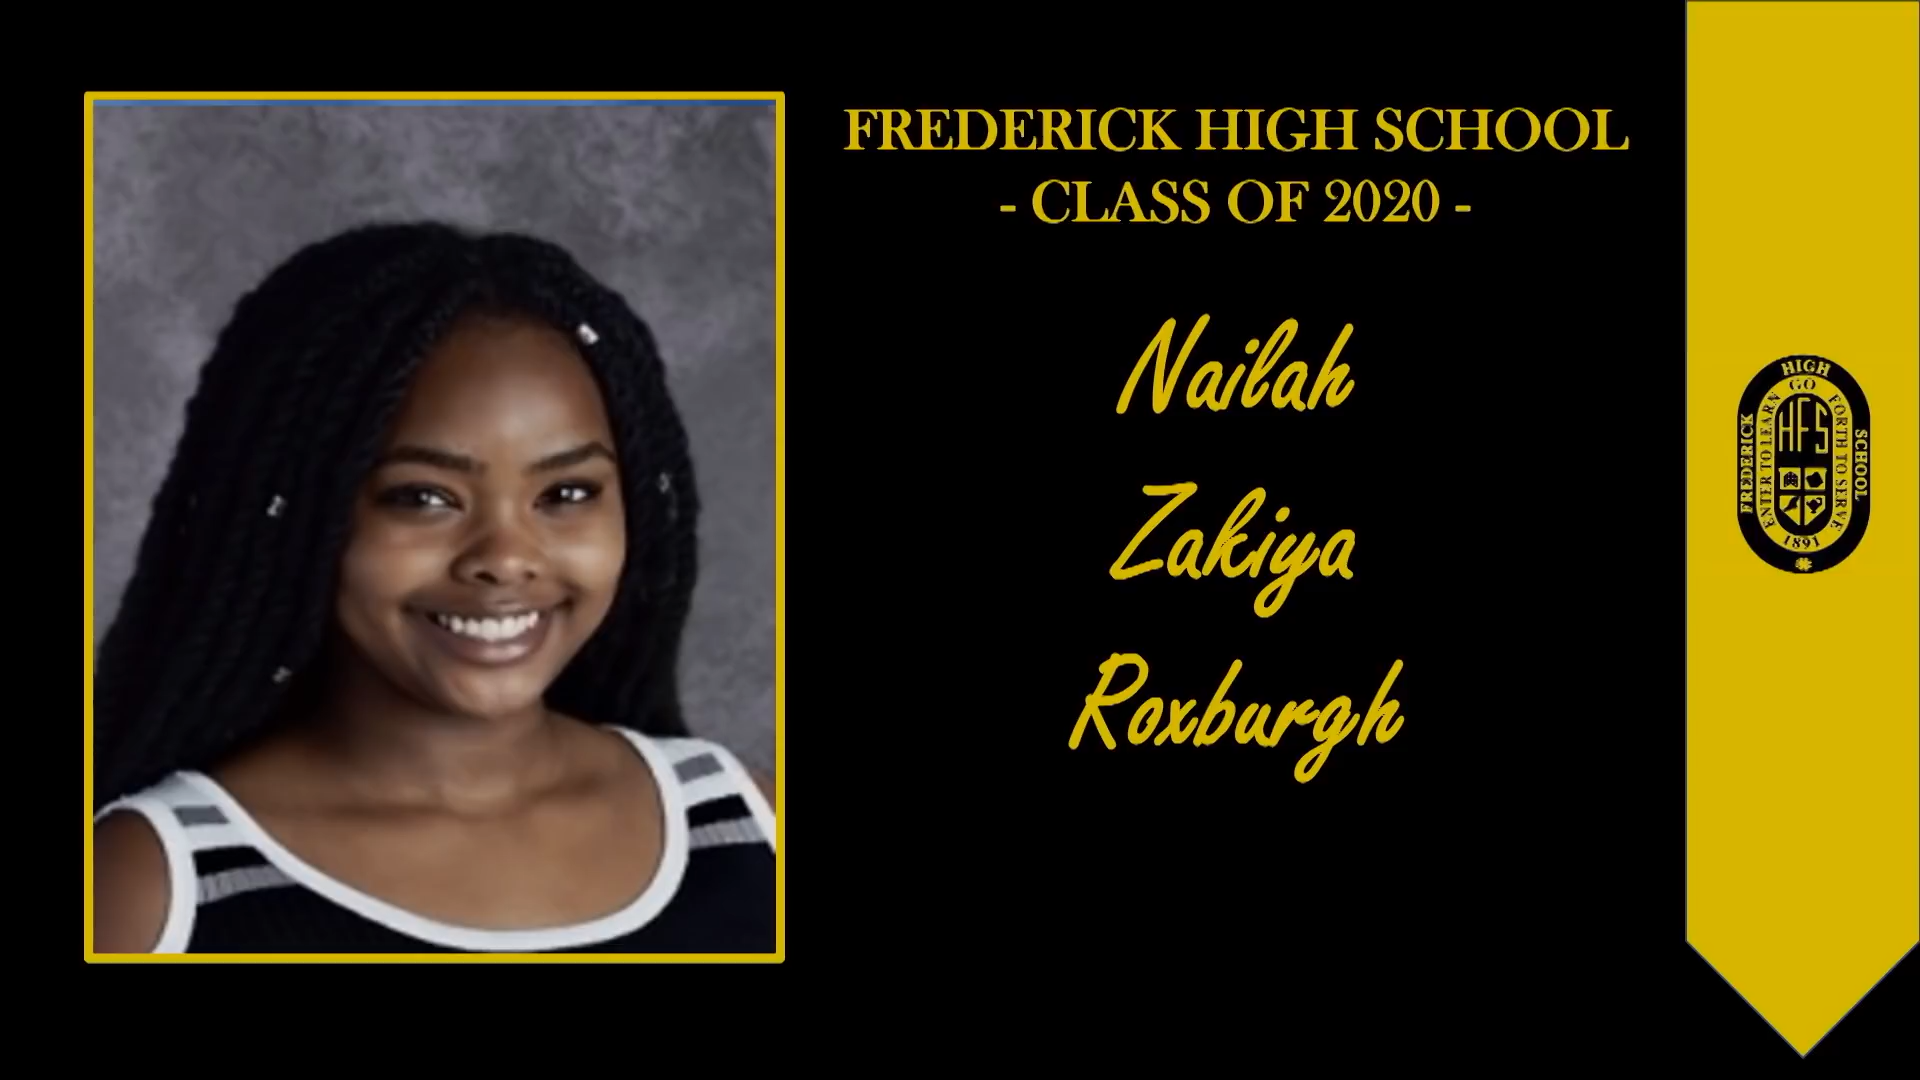 FREDERICK HIGH SCHOOL
- CLASS OF 2020 -
Nailah
Zakiya
Roxburgh
FREDERICK HIGH SCHOOL
ENTER TO LEARN GO FORTH TO SERVE
HFS
1891